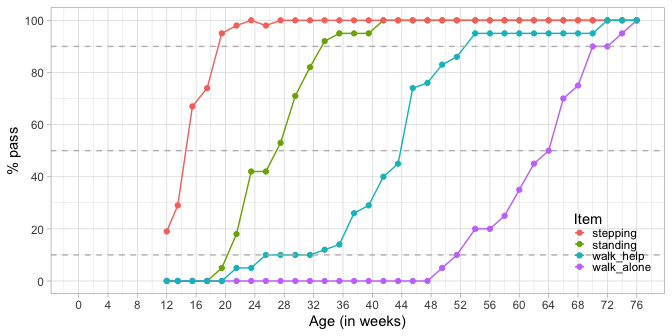 100
80
60
40
20
0
% pass
0 4 8 12 16 20 24 28 32 36 40 44 48 52 56 60 64 68 72 76
Age (in weeks)
Item
stepping
standing
walk_help
walk_alone